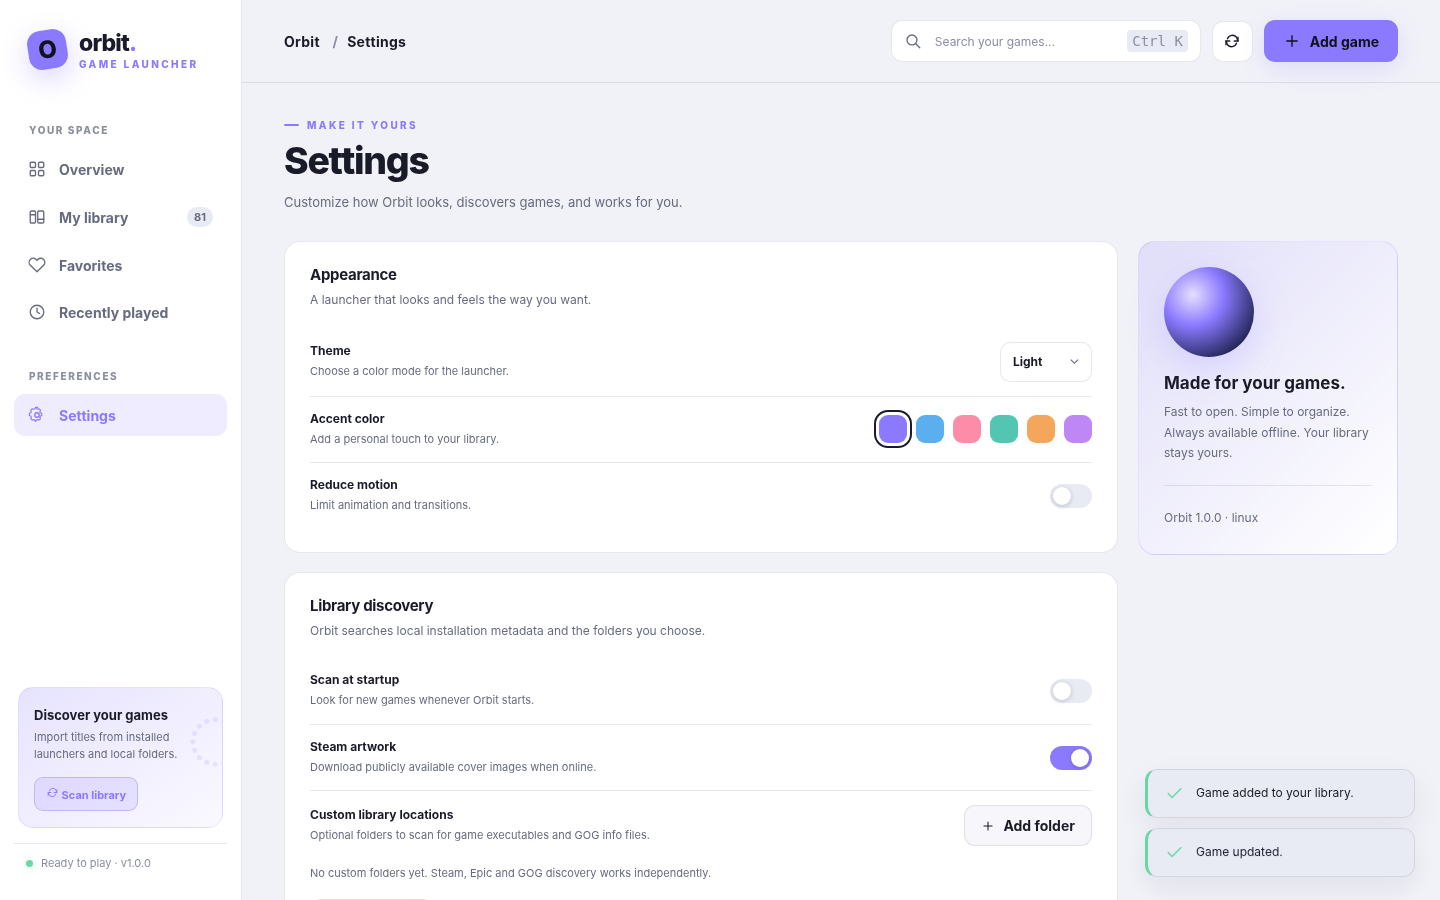 O
orbit.
GAME LAUNCHER
YOUR SPACE
Overview
My library 81
Favorites
Recently played
PREFERENCES
Settings
Discover your games
Import titles from installed
launchers and local folders.
Scan library
Ready to play · v1.0.0
Orbit / Settings
Search your games... Ctrl K
Add game
MAKE IT YOURS
Settings
Customize how Orbit looks, discovers games, and works for you.
Appearance
A launcher that looks and feels the way you want.
Theme
Choose a color mode for the launcher.
Light
Accent color
Add a personal touch to your library.
Reduce motion
Limit animation and transitions.
Library discovery
Orbit searches local installation metadata and the folders you choose.
Scan at startup
Look for new games whenever Orbit starts.
Steam artwork
Download publicly available cover images when online.
Custom library locations
Optional folders to scan for game executables and GOG info files.
Add folder
No custom folders yet. Steam, Epic and GOG discovery works independently.
Made for your games.
Fast to open. Simple to organize.
Always available offline. Your library
stays yours.
Orbit 1.0.0 · linux
Game added to your library.
Game updated.